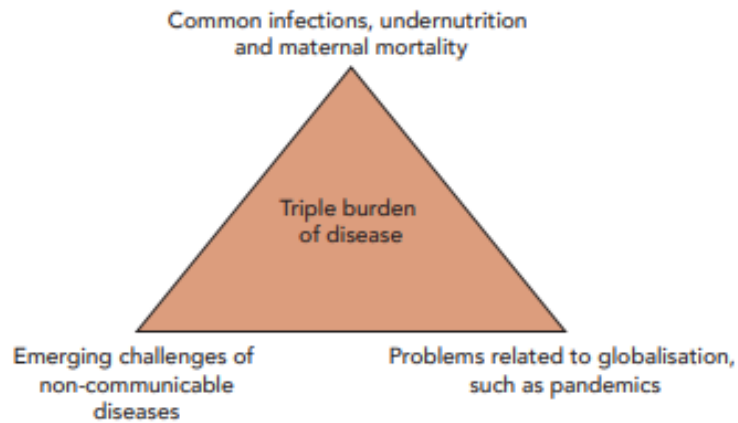 Common infections, undernutrition
and maternal mortality
Triple burden
of disease
Emerging challenges of
non-communicable
diseases
Problems related to globalisation,
such as pandemics